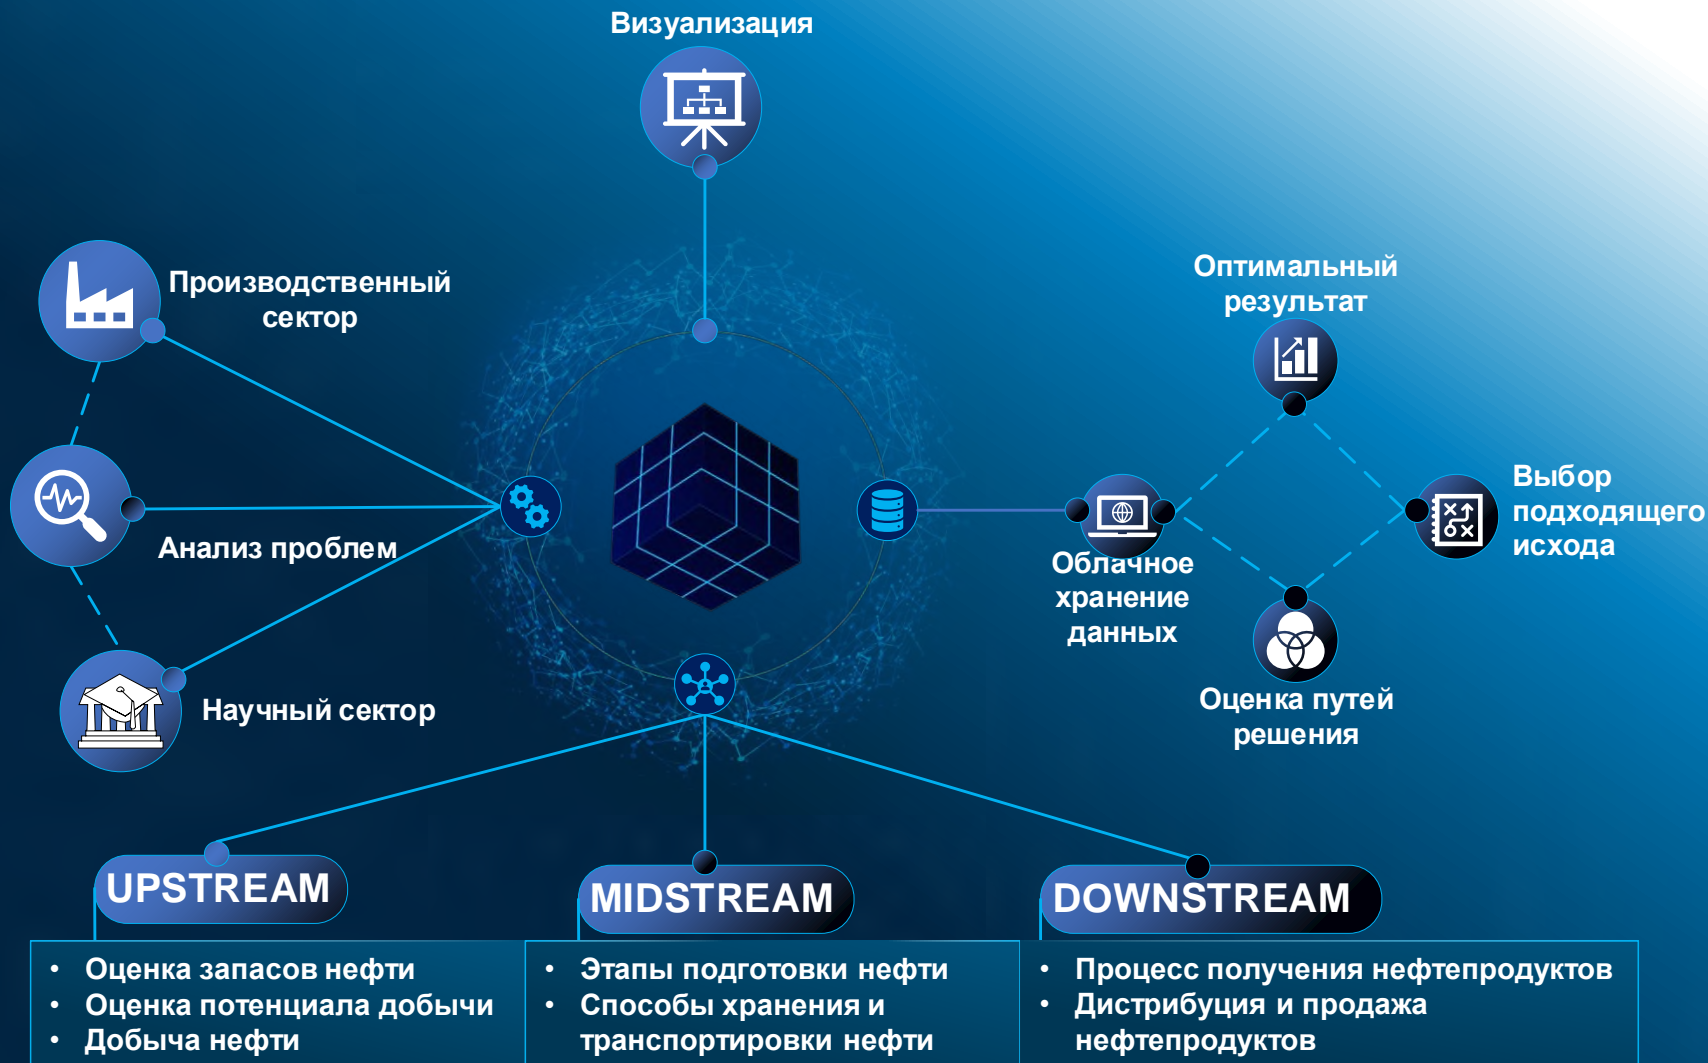 Визуализация
Производственный
сектор
Анализ проблем
Научный сектор
Оптимальный
результат
Выбор
подходящего
исхода
Облачное
хранение
данных
Оценка путей
решения
UPSTREAM
• Оценка запасов нефти
• Оценка потенциала добычи
• Добыча нефти
MIDSTREAM
• Этапы подготовки нефти
• Способы хранения и
транспортировки нефти
DOWNSTREAM
• Процесс получения нефтепродуктов
• Дистрибуция и продажа
нефтепродуктов